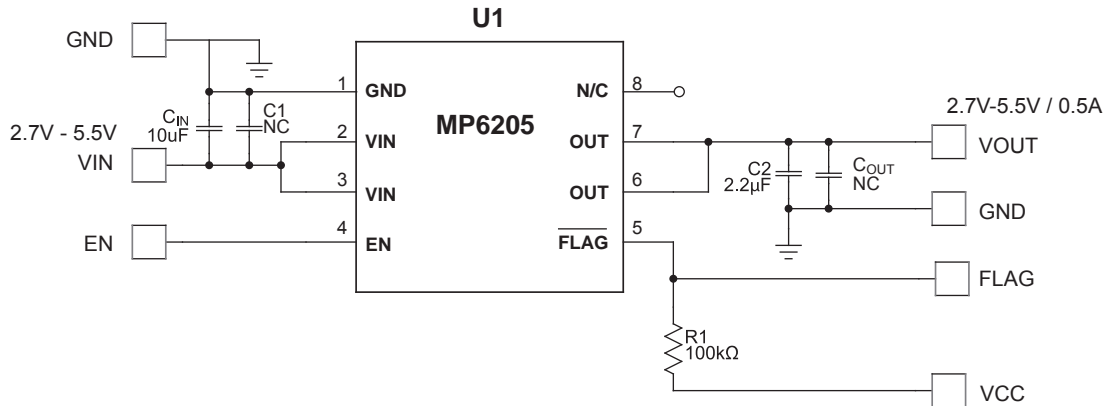 U1
GND
1
GND
N/C
8
C1
NC
CIN
10uF
MP6205
2.7V-5.5V / 0.5A
2.7V - 5.5V
VIN
2
VIN
OUT
7
VOUT
C2
2.2µF
COUT
NC
3
VIN
OUT
6
GND
EN
4
EN
FLAG
5
FLAG
R1
100kΩ
VCC